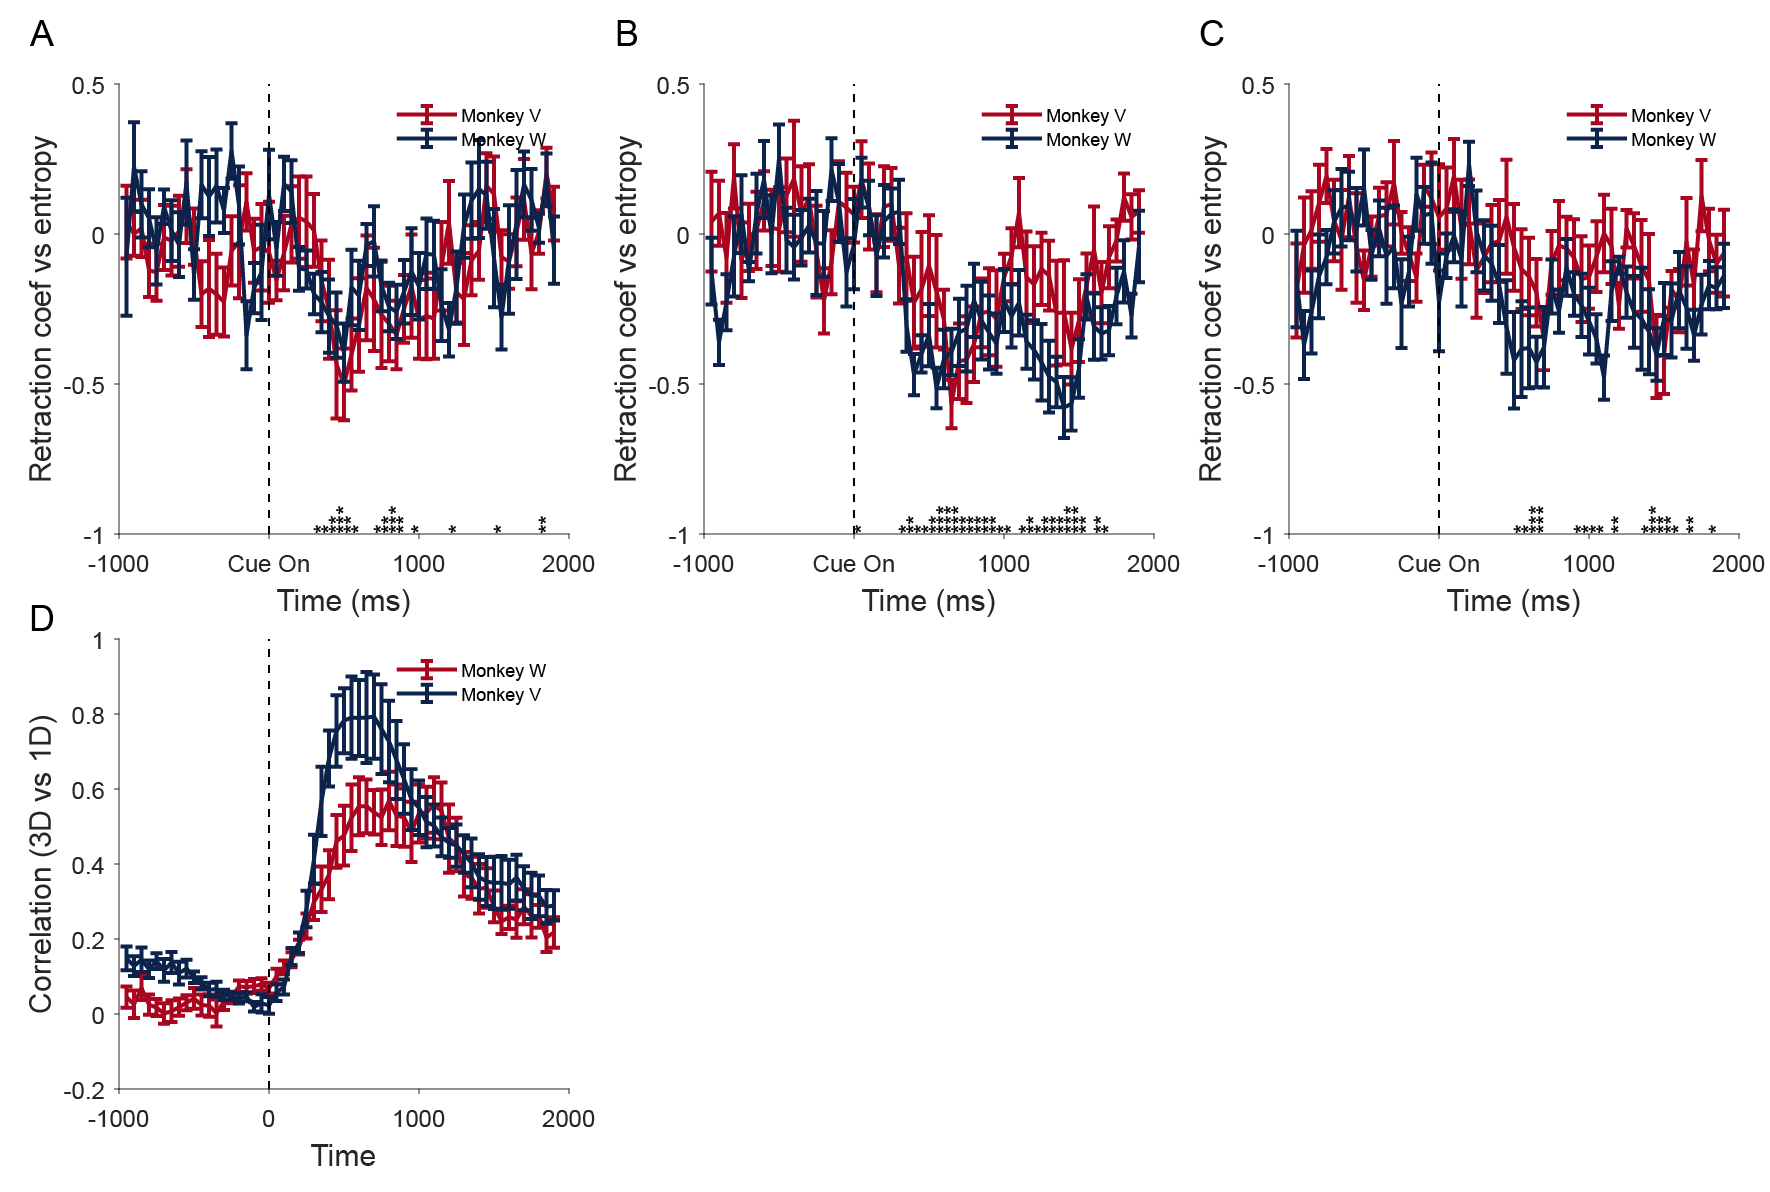 A
B
C
Retraction coef vs entropy
0.5
0
-0.5
-1
Monkey V
Monkey W
-1000
Cue On
1000
2000
Time (ms)
Retraction coef vs entropy
0.5
0
-0.5
-1
Monkey V
Monkey W
-1000
Cue On
1000
2000
Time (ms)
Retraction coef vs entropy
0.5
0
-0.5
-1
Monkey V
Monkey W
-1000
Cue On
1000
2000
Time (ms)
D
Correlation (3D vs 1D)
1
0.8
0.6
0.4
0.2
0
-0.2
Monkey W
Monkey V
-1000
0
1000
2000
Time